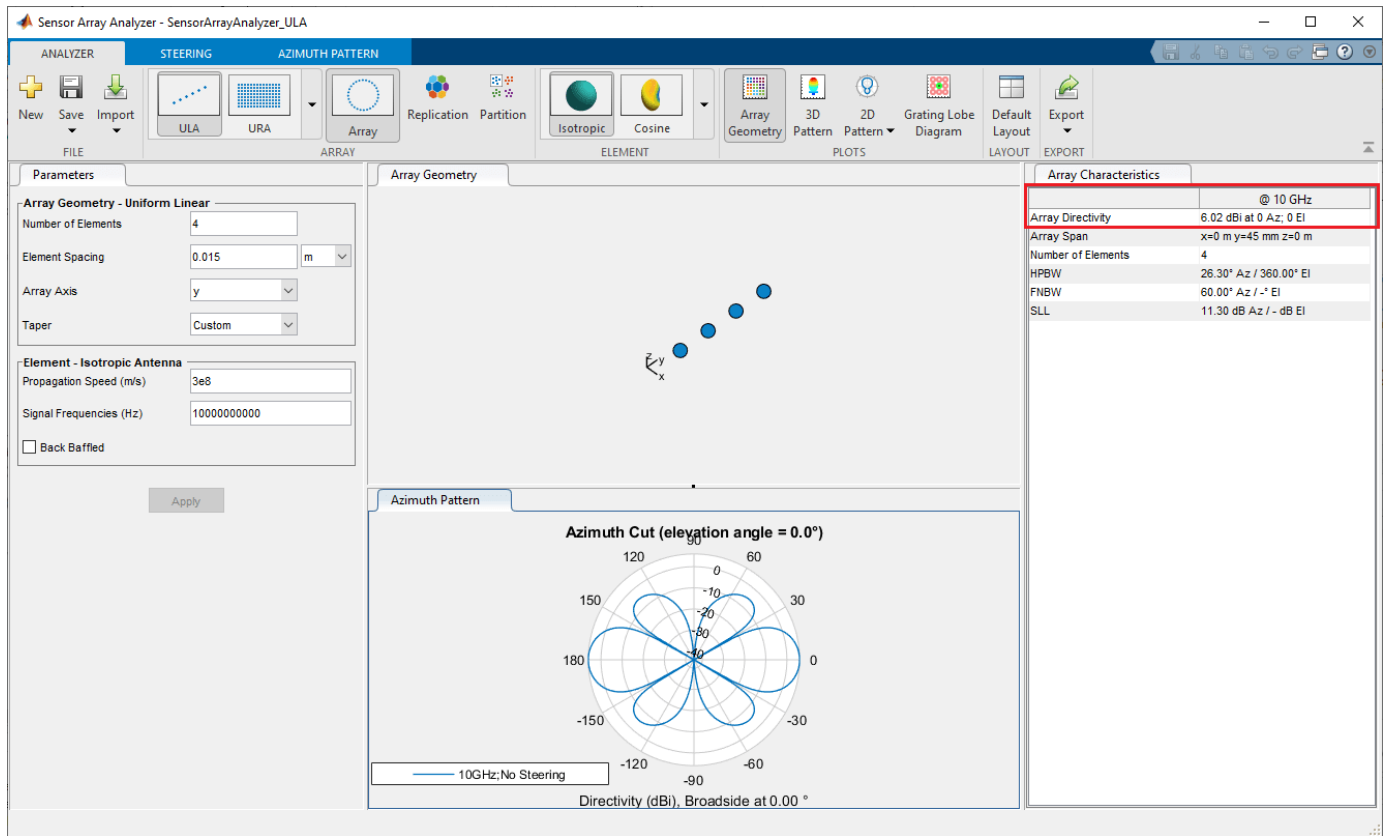 Sensor Array Analyzer - SensorArrayAnalyzer_ULA
ANALYZER STEERING AZIMUTH PATTERN
New Save Import
FILE
ULA URA Array Replication Partition
ARRAY
Isotropic Cosine
ELEMENT
Array Geometry 3D Pattern 2D Pattern Grating Lobe Diagram
PLOTS
Default Layout
LAYOUT
Export
EXPORT
Parameters
Array Geometry - Uniform Linear
Number of Elements 4
Element Spacing 0.015 m
Array Axis y
Taper Custom
Element - Isotropic Antenna
Propagation Speed (m/s) 3e8
Signal Frequencies (Hz) 10000000000
Back Baffled
Apply
Array Geometry
z y
x
Azimuth Pattern
Azimuth Cut (elevation angle = 0.0°)
90
120 60
0
-10
150 30
-20
-30
-40
180 0
-150 -30
-120 -60
10GHz;No Steering
-90
Directivity (dBi), Broadside at 0.00 °
Array Characteristics
@ 10 GHz
Array Directivity 6.02 dBi at 0 Az; 0 El
Array Span x=0 m y=45 mm z=0 m
Number of Elements 4
HPBW 26.30° Az / 360.00° El
FNBW 60.00° Az / -° El
SLL 11.30 dB Az / - dB El